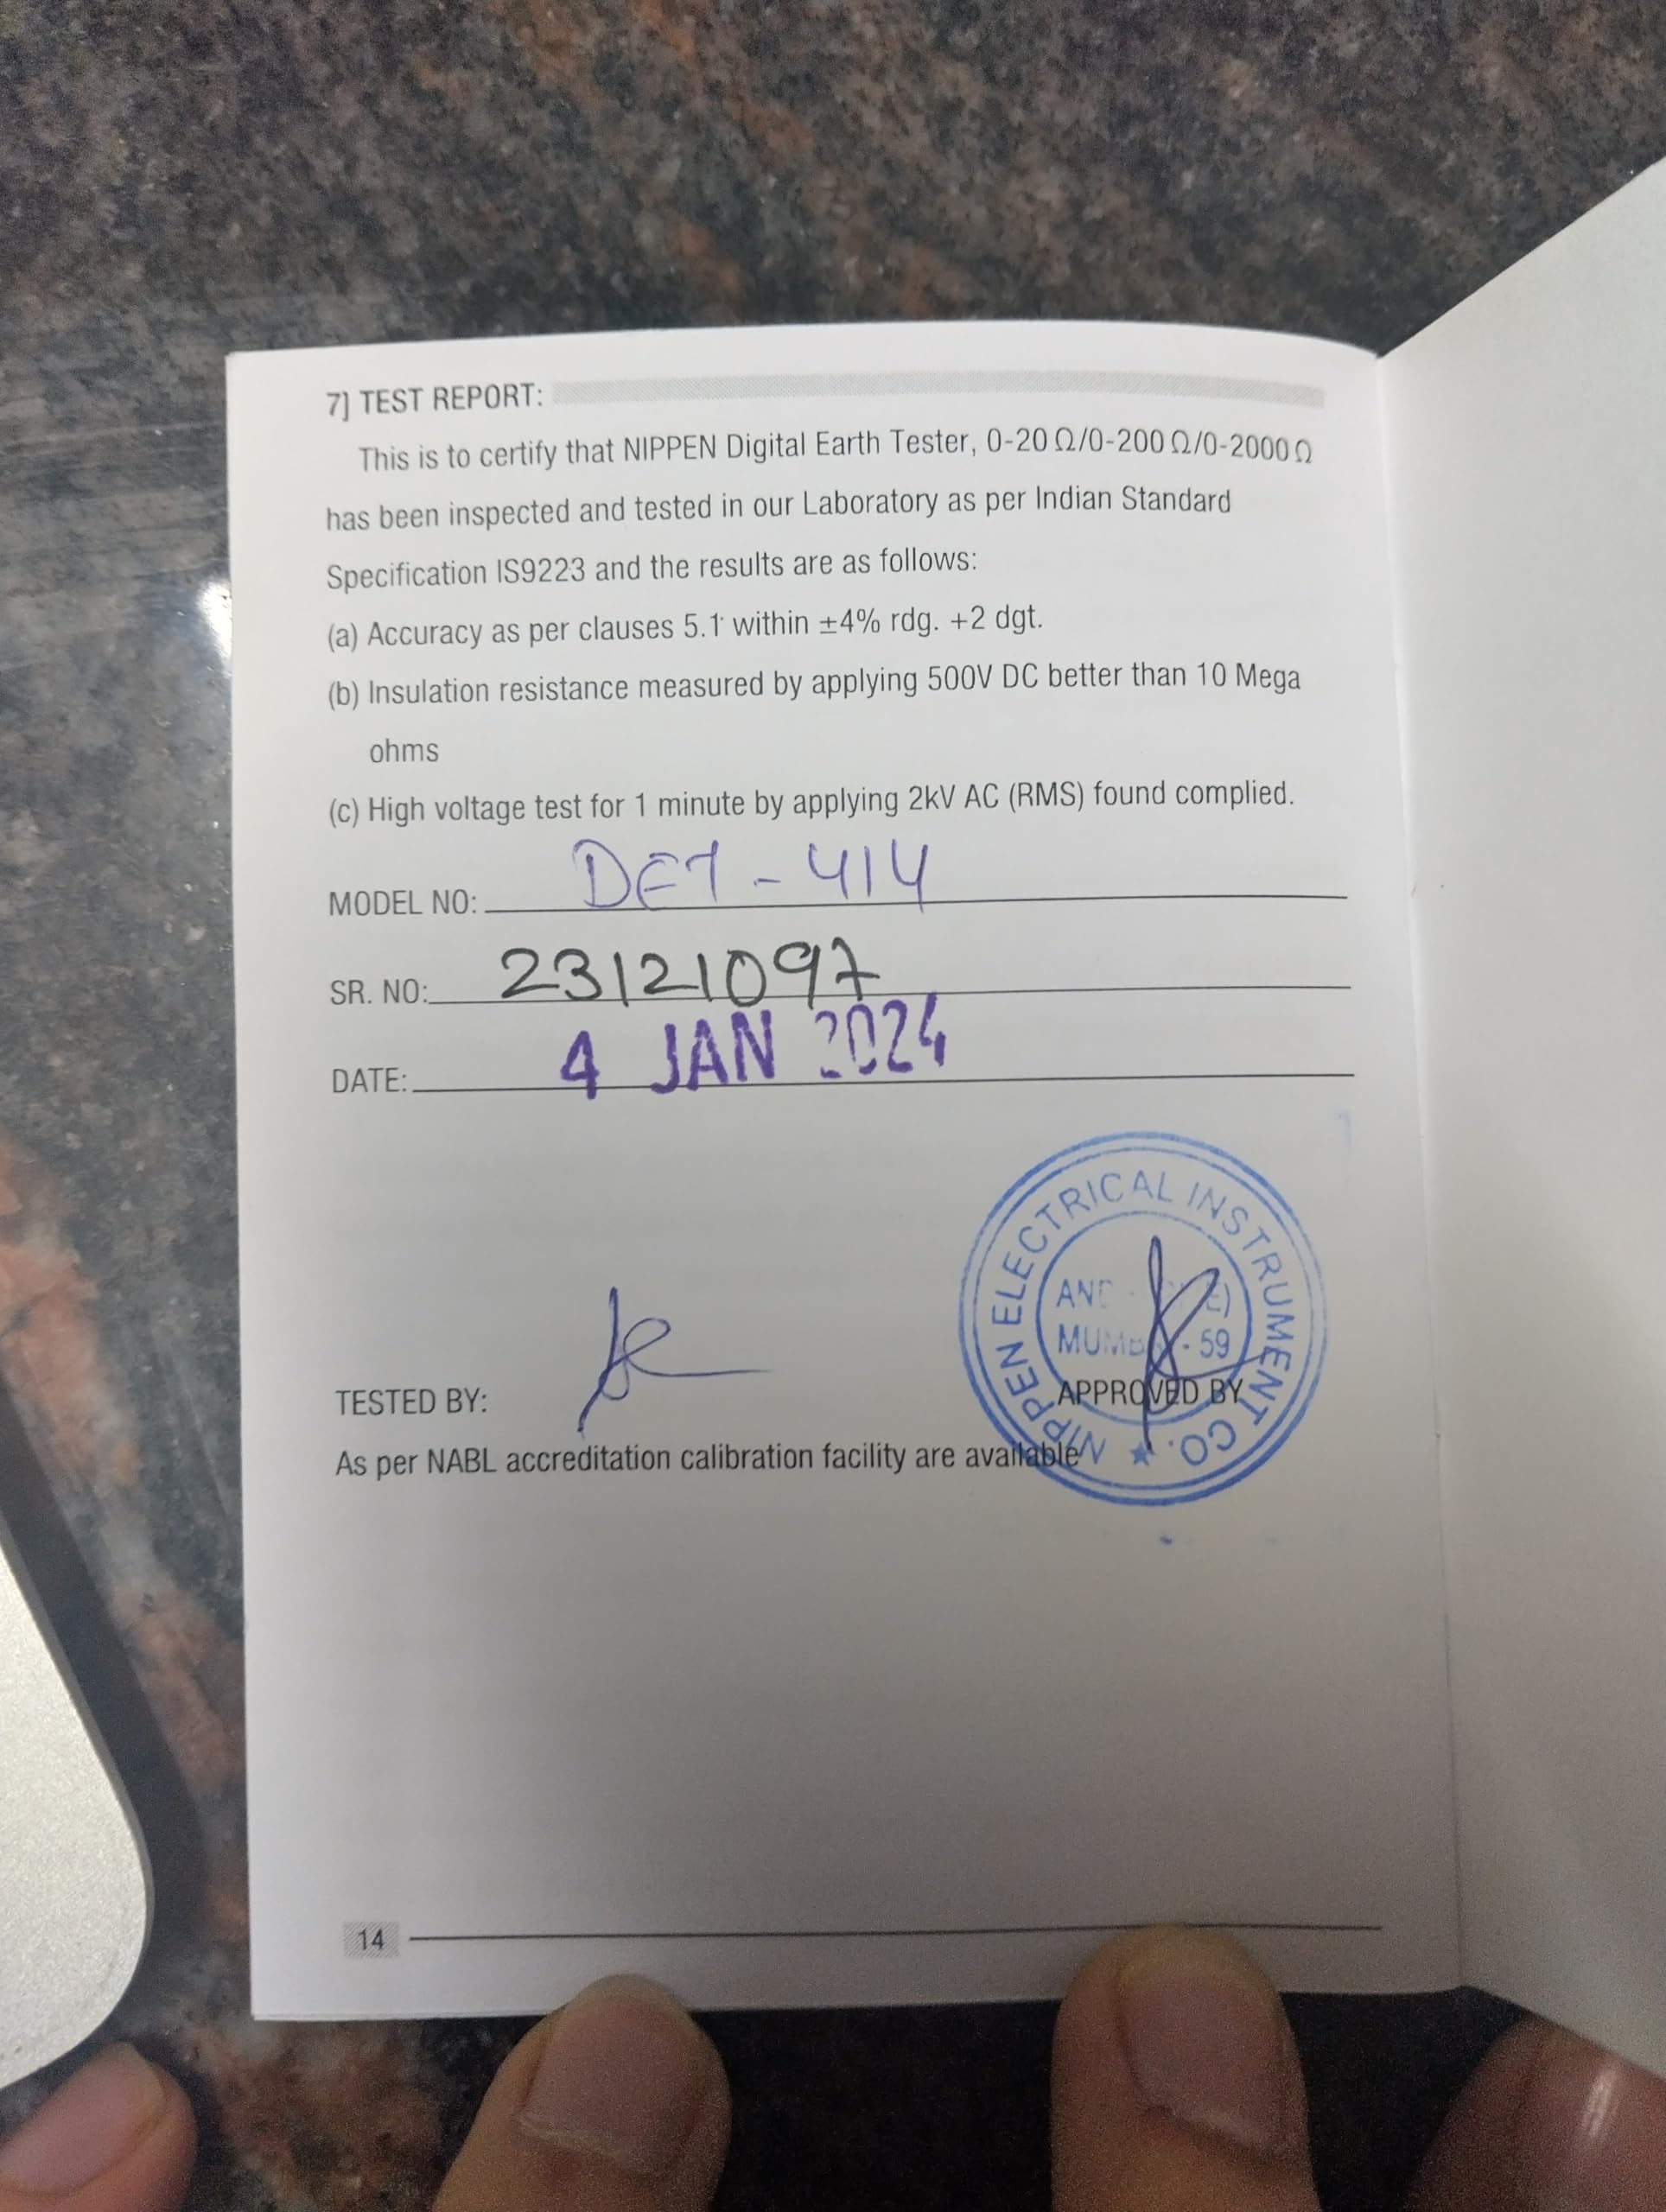 7] TEST REPORT:
This is to certify that NIPPEN Digital Earth Tester, 0-20 Ω/0-200 Ω/0-2000 Ω
has been inspected and tested in our Laboratory as per Indian Standard
Specification IS9223 and the results are as follows:
(a) Accuracy as per clauses 5.1 within ±4% rdg. +2 dgt.
(b) Insulation resistance measured by applying 500V DC better than 10 Mega
ohms
(c) High voltage test for 1 minute by applying 2kV AC (RMS) found complied.
MODEL NO: DET - 414
SR. NO: 23121097
DATE: 4 JAN 2024
NIPPEN ELECTRICAL INSTRUMENT CO.
59
TESTED BY:
APPROVED BY
As per NABL accreditation calibration facility are available
14